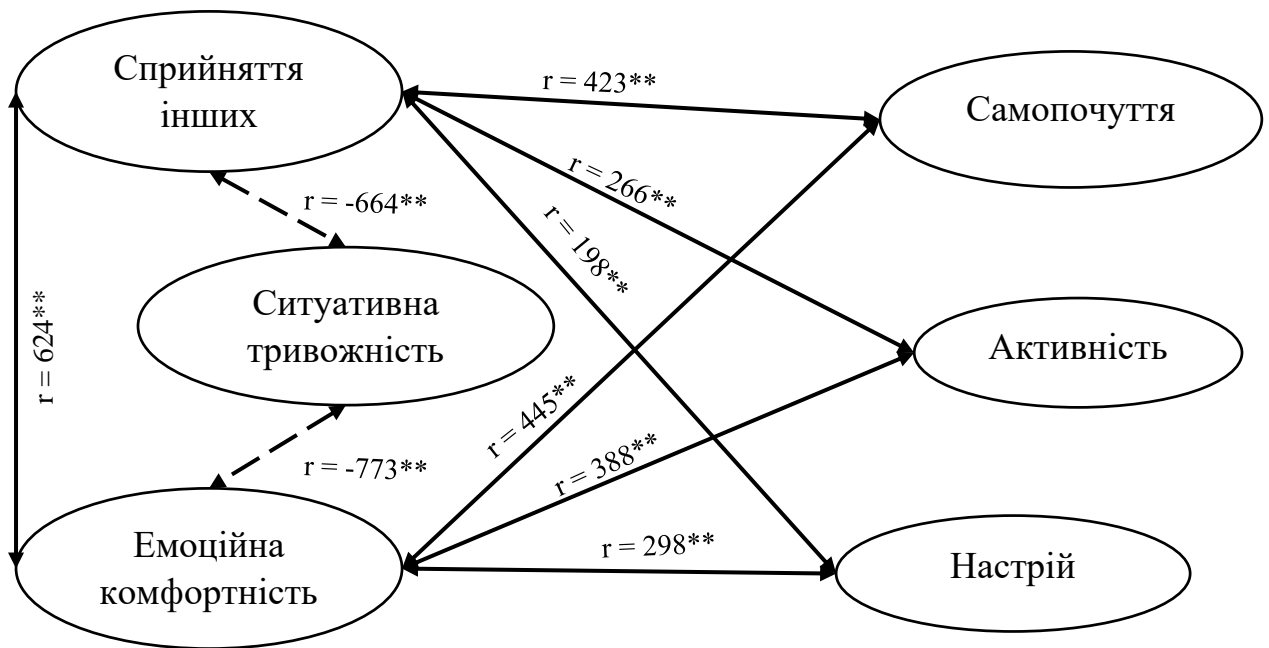 Сприйняття
інших
r = 423**
Самопочуття
r = 266**
r = -664**
r = 198**
Ситуативна
тривожність
r = 624**
Активність
r = 445**
r = 388**
r = -773**
Емоційна
комфортність
r = 298**
Настрій